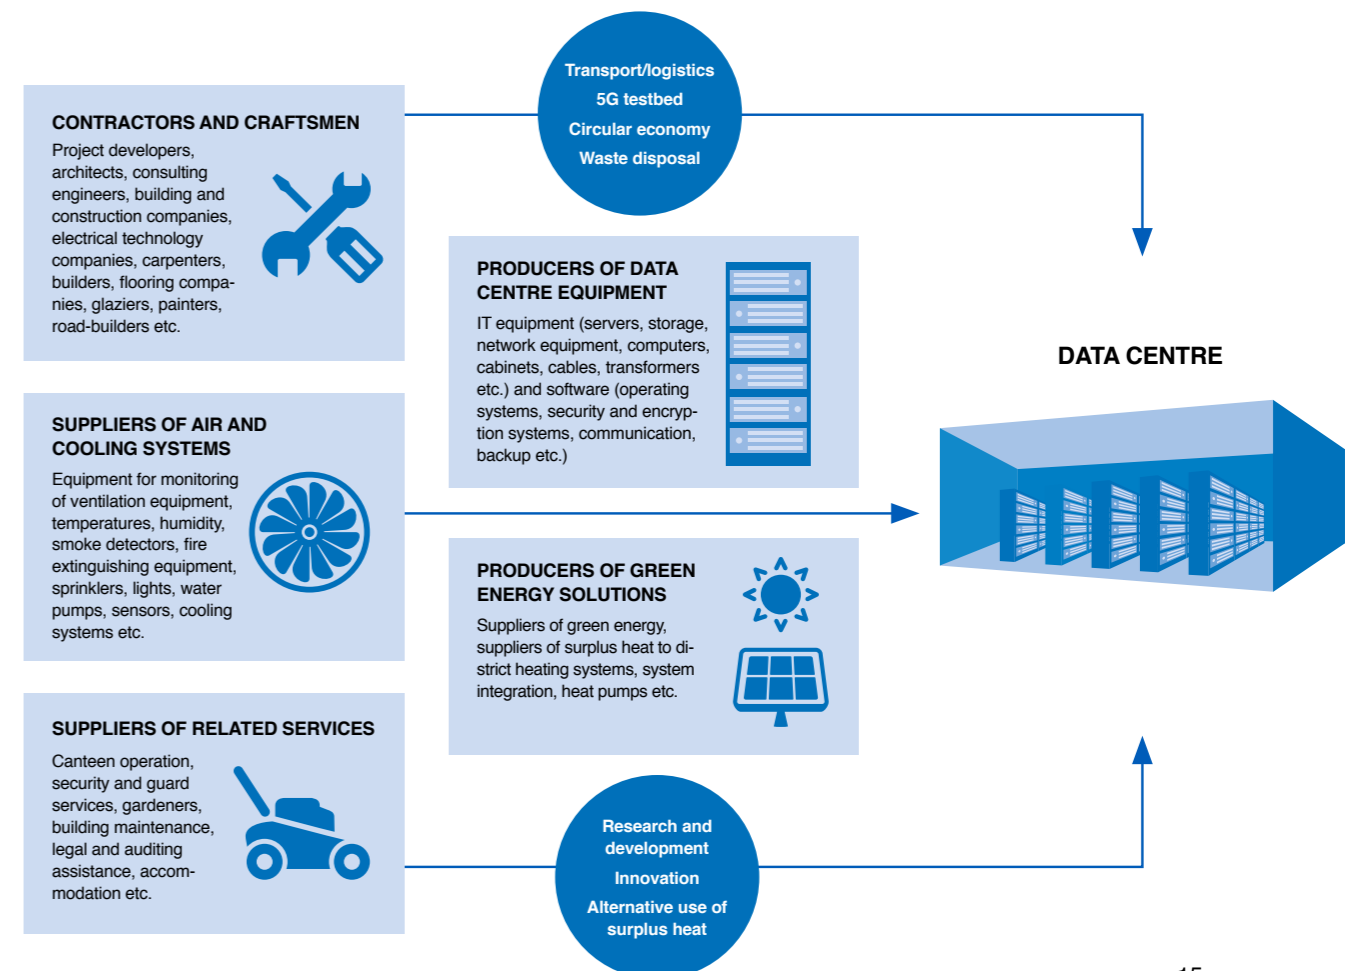 Transport/logistics
5G testbed
Circular economy
Waste disposal
CONTRACTORS AND CRAFTSMEN
Project developers,
architects, consulting
engineers, building and
construction companies,
electrical technology
companies, carpenters,
builders, flooring compa-
nies, glaziers, painters,
road-builders etc.
PRODUCERS OF DATA
CENTRE EQUIPMENT
IT equipment (servers, storage,
network equipment, computers,
cabinets, cables, transformers
etc.) and software (operating
systems, security and encryp-
tion systems, communication,
backup etc.)
DATA CENTRE
SUPPLIERS OF AIR AND
COOLING SYSTEMS
Equipment for monitoring
of ventilation equipment,
temperatures, humidity,
smoke detectors, fire
extinguishing equipment,
sprinklers, lights, water
pumps, sensors, cooling
systems etc.
PRODUCERS OF GREEN
ENERGY SOLUTIONS
Suppliers of green energy,
suppliers of surplus heat to di-
strict heating systems, system
integration, heat pumps etc.
SUPPLIERS OF RELATED SERVICES
Canteen operation,
security and guard
services, gardeners,
building maintenance,
legal and auditing
assistance, accom-
modation etc.
Research and
development
Innovation
Alternative use of
surplus heat